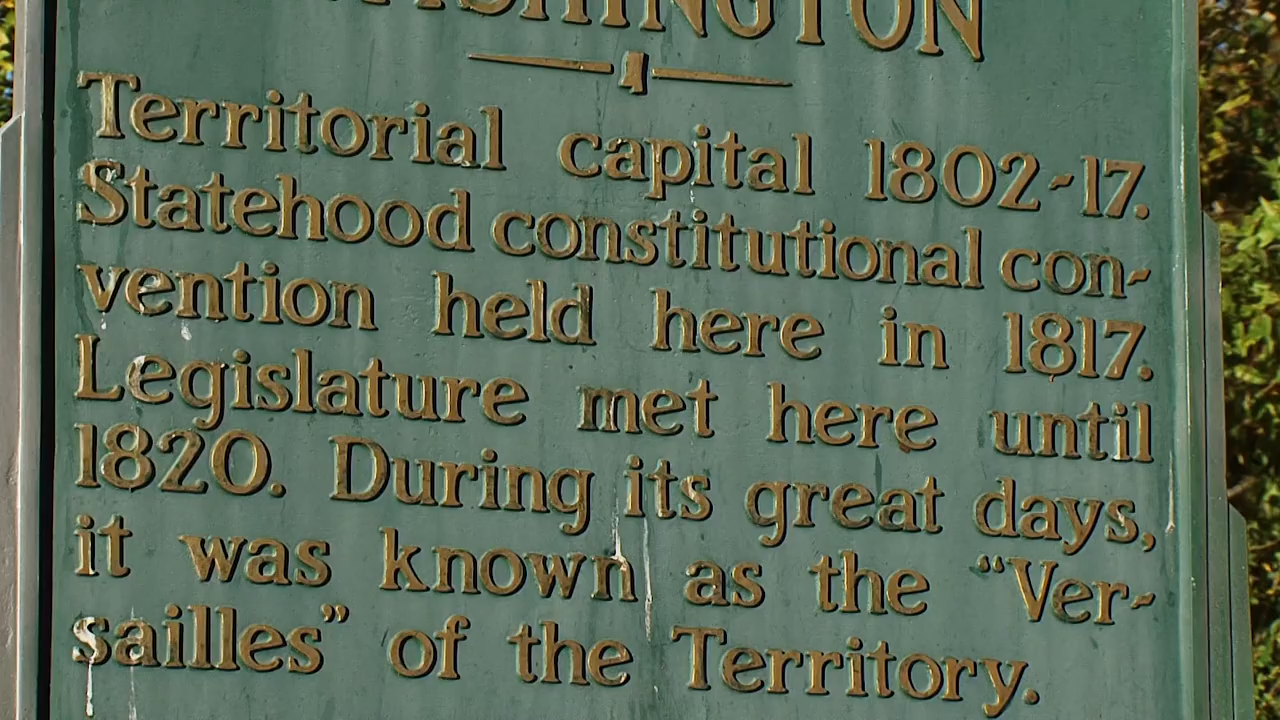 WASHINGTON
Territorial capital 1802-17.
Statehood constitutional con-
vention held here in 1817.
Legislature met here until
1820. During its great days,
it was known as the “Ver-
sailles” of the Territory.